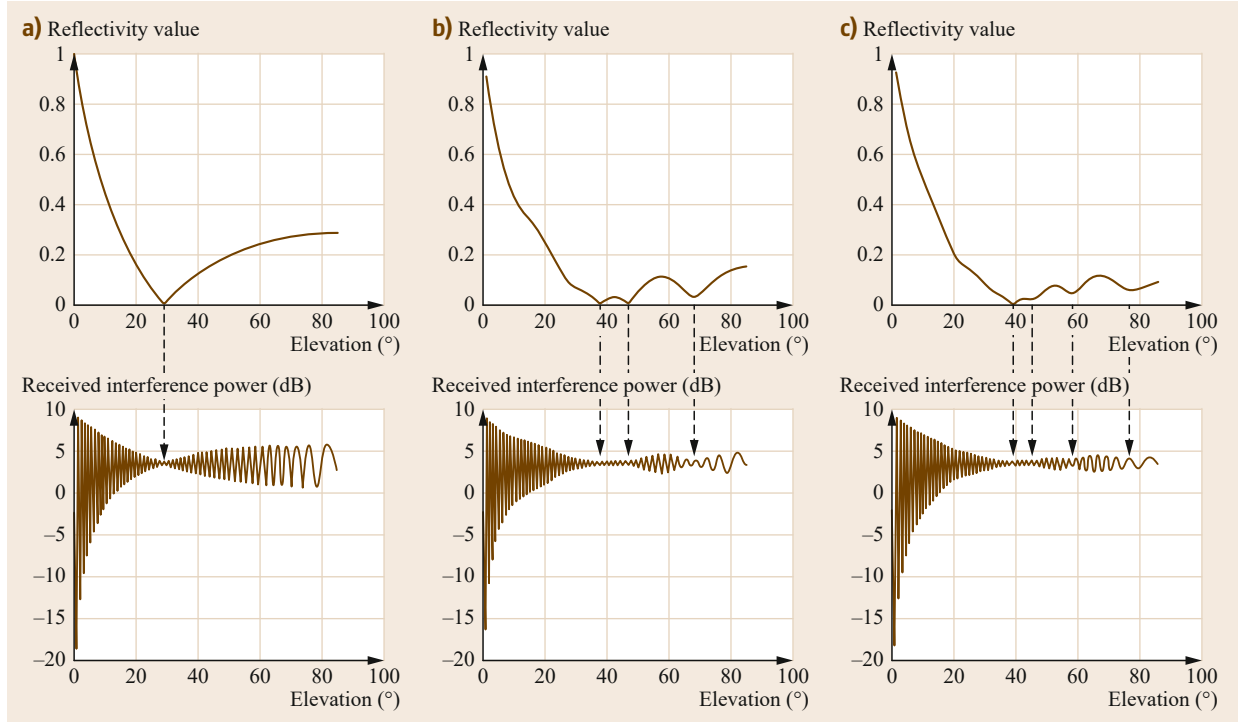 a) Reflectivity value
1
0.8
0.6
0.4
0.2
0
0 20 40 60 80 100
Elevation (°)
Received interference power (dB)
10
5
0
–5
–10
–15
–20
0 20 40 60 80 100
Elevation (°)
b) Reflectivity value
1
0.8
0.6
0.4
0.2
0
0 20 40 60 80 100
Elevation (°)
Received interference power (dB)
10
5
0
–5
–10
–15
–20
0 20 40 60 80 100
Elevation (°)
c) Reflectivity value
1
0.8
0.6
0.4
0.2
0
0 20 40 60 80 100
Elevation (°)
Received interference power (dB)
10
5
0
–5
–10
–15
–20
0 20 40 60 80 100
Elevation (°)